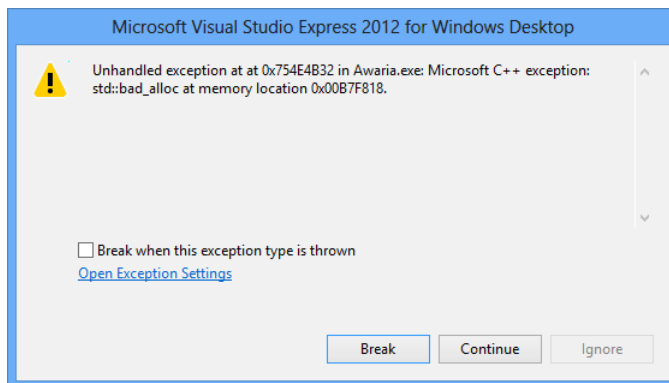 Microsoft Visual Studio Express 2012 for Windows Desktop
Unhandled exception at at 0x754E4B32 in Awaria.exe: Microsoft C++ exception:
std::bad_alloc at memory location 0x00B7F818.
Break when this exception type is thrown
Open Exception Settings
Break Continue Ignore